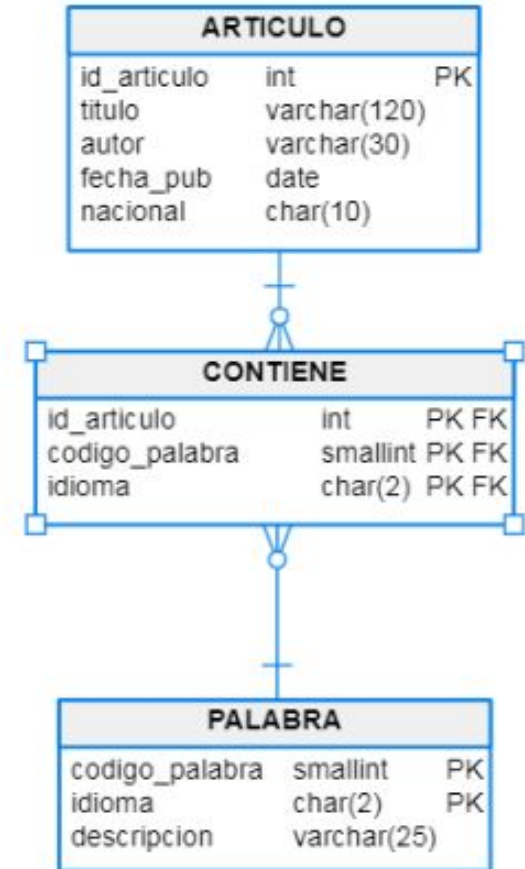 ARTICULO
id_articulo int PK
titulo varchar(120)
autor varchar(30)
fecha_pub date
nacional char(10)
CONTIENE
id_articulo int PK FK
codigo_palabra smallint PK FK
idioma char(2) PK FK
PALABRA
codigo_palabra smallint PK
idioma char(2) PK
descripcion varchar(25)